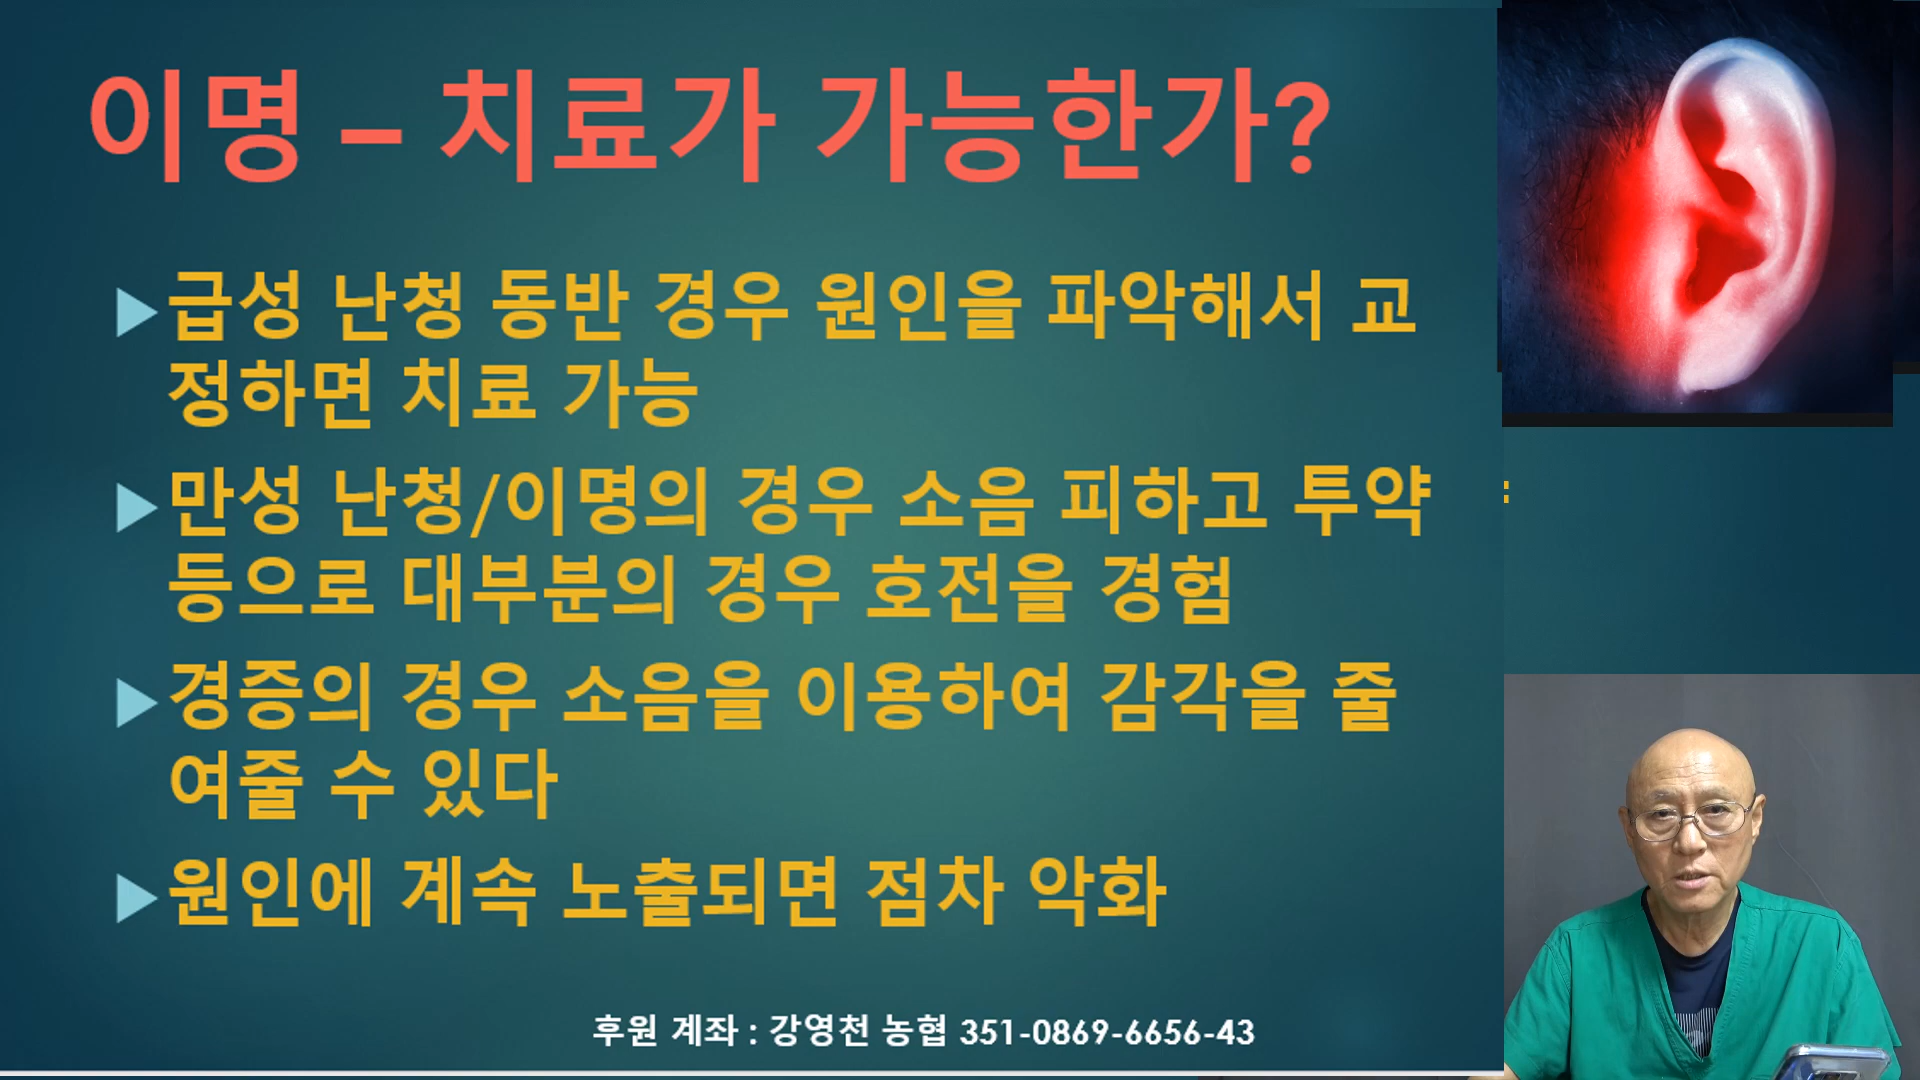 이명 – 치료가 가능한가?
▶급성 난청 동반 경우 원인을 파악해서 교
정하면 치료 가능
▶만성 난청/이명의 경우 소음 피하고 투약
등으로 대부분의 경우 호전을 경험
▶경증의 경우 소음을 이용하여 감각을 줄
여줄 수 있다
▶원인에 계속 노출되면 점차 악화
후원 계좌 : 강영천 농협 351-0869-6656-43